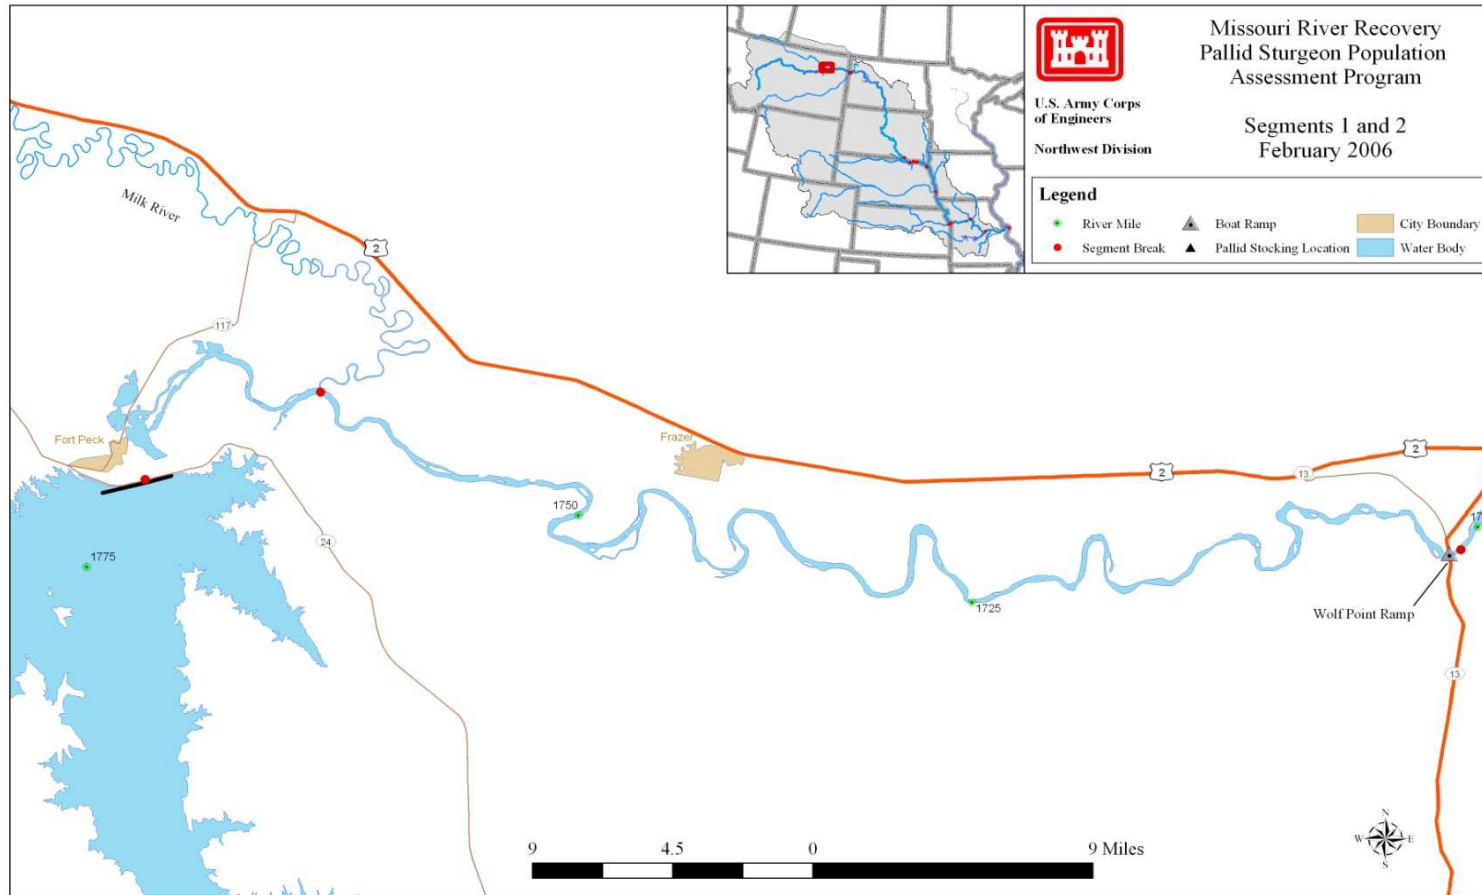 Missouri River Recovery
Pallid Sturgeon Population
Assessment Program
U.S. Army Corps
of Engineers
Northwest Division
Segments 1 and 2
February 2006
Legend
River Mile
Boat Ramp
City Boundary
Segment Break
Pallid Stocking Location
Water Body
Milk River
2
117
Fort Peck
Frazer
2
2
13
1750
17
24
1775
1725
Wolf Point Ramp
13
N
W
E
S
9
4.5
0
9 Miles